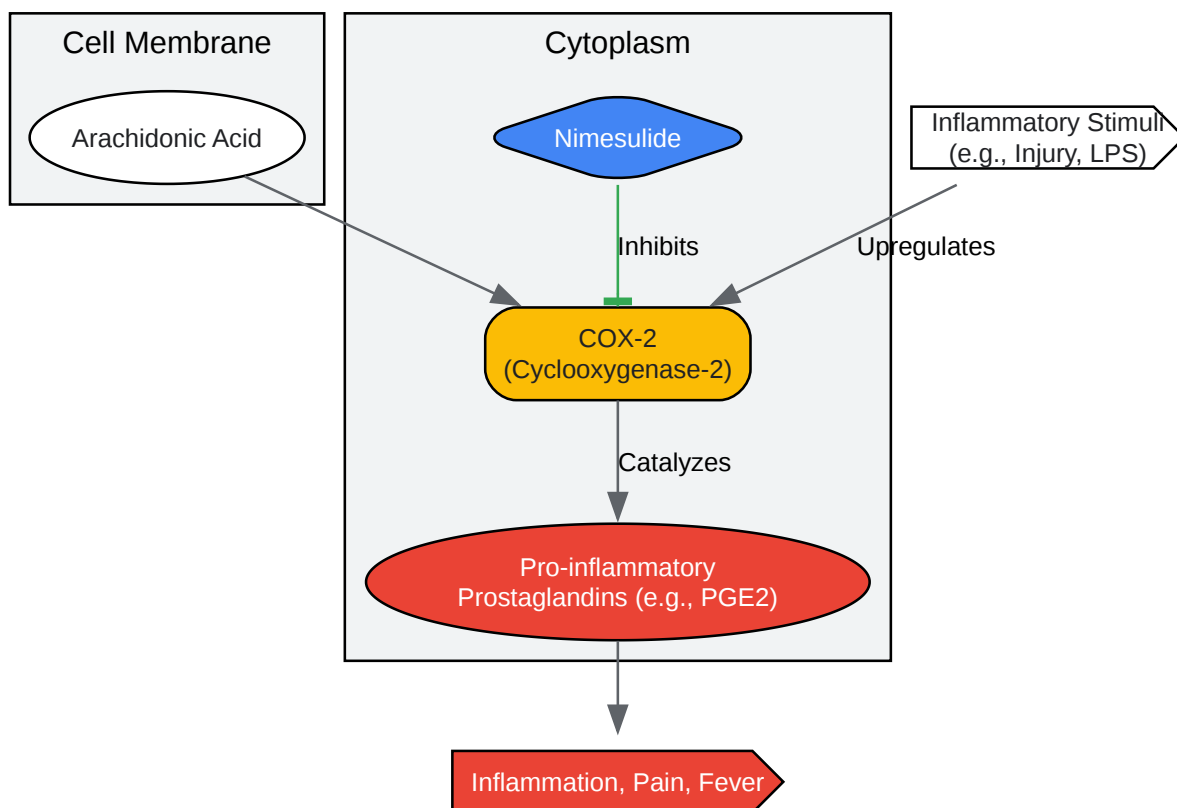 Cell Membrane
Cytoplasm
Arachidonic Acid
Nimesulide
Inflammatory Stimuli
(e.g., Injury, LPS)
Inhibits
Upregulates
COX-2
(Cyclooxygenase-2)
Catalyzes
Pro-inflammatory
Prostaglandins (e.g., PGE2)
Inflammation, Pain, Fever